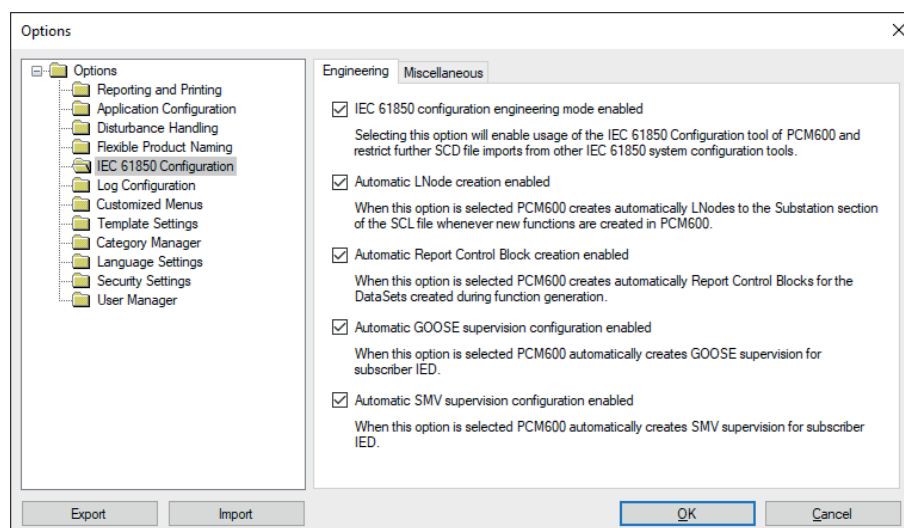 Options
Options
Reporting and Printing
Application Configuration
Disturbance Handling
Flexible Product Naming
IEC 61850 Configuration
Log Configuration
Customized Menus
Template Settings
Category Manager
Language Settings
Security Settings
User Manager
Engineering
Miscellaneous
IEC 61850 configuration engineering mode enabled
Selecting this option will enable usage of the IEC 61850 Configuration tool of PCM600 and
restrict further SCD file imports from other IEC 61850 system configuration tools.
Automatic LNode creation enabled
When this option is selected PCM600 creates automatically LNodes to the Substation section
of the SCL file whenever new functions are created in PCM600.
Automatic Report Control Block creation enabled
When this option is selected PCM600 creates automatically Report Control Blocks for the
DataSets created during function generation.
Automatic GOOSE supervision configuration enabled
When this option is selected PCM600 automatically creates GOOSE supervision for
subscriber IED.
Automatic SMV supervision configuration enabled
When this option is selected PCM600 automatically creates SMV supervision for subscriber
IED.
Export
Import
OK
Cancel